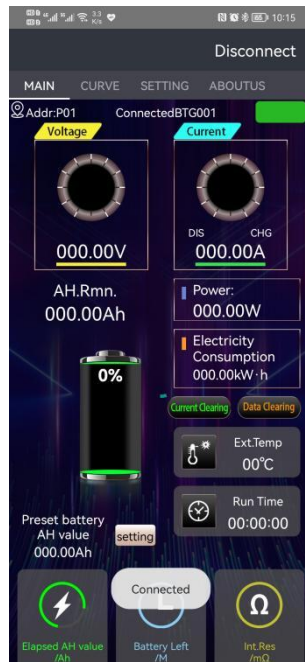 3.3
K/s
10:15
Disconnect
MAIN CURVE SETTING ABOUTUS
Addr:P01 ConnectedBTG001
Voltage Current
DIS CHG
000.00V 000.00A
AH.Rmn.
000.00Ah
Power:
000.00W
Electricity
Consumption
000.00kW·h
0%
Current Clearing Data Clearing
Ext.Temp
00℃
Run Time
00:00:00
Preset battery
AH value
000.00Ah
setting
Connected
Ω
Elapsed AH value
/Ah
Battery Left
/M
Int.Res
/mΩ